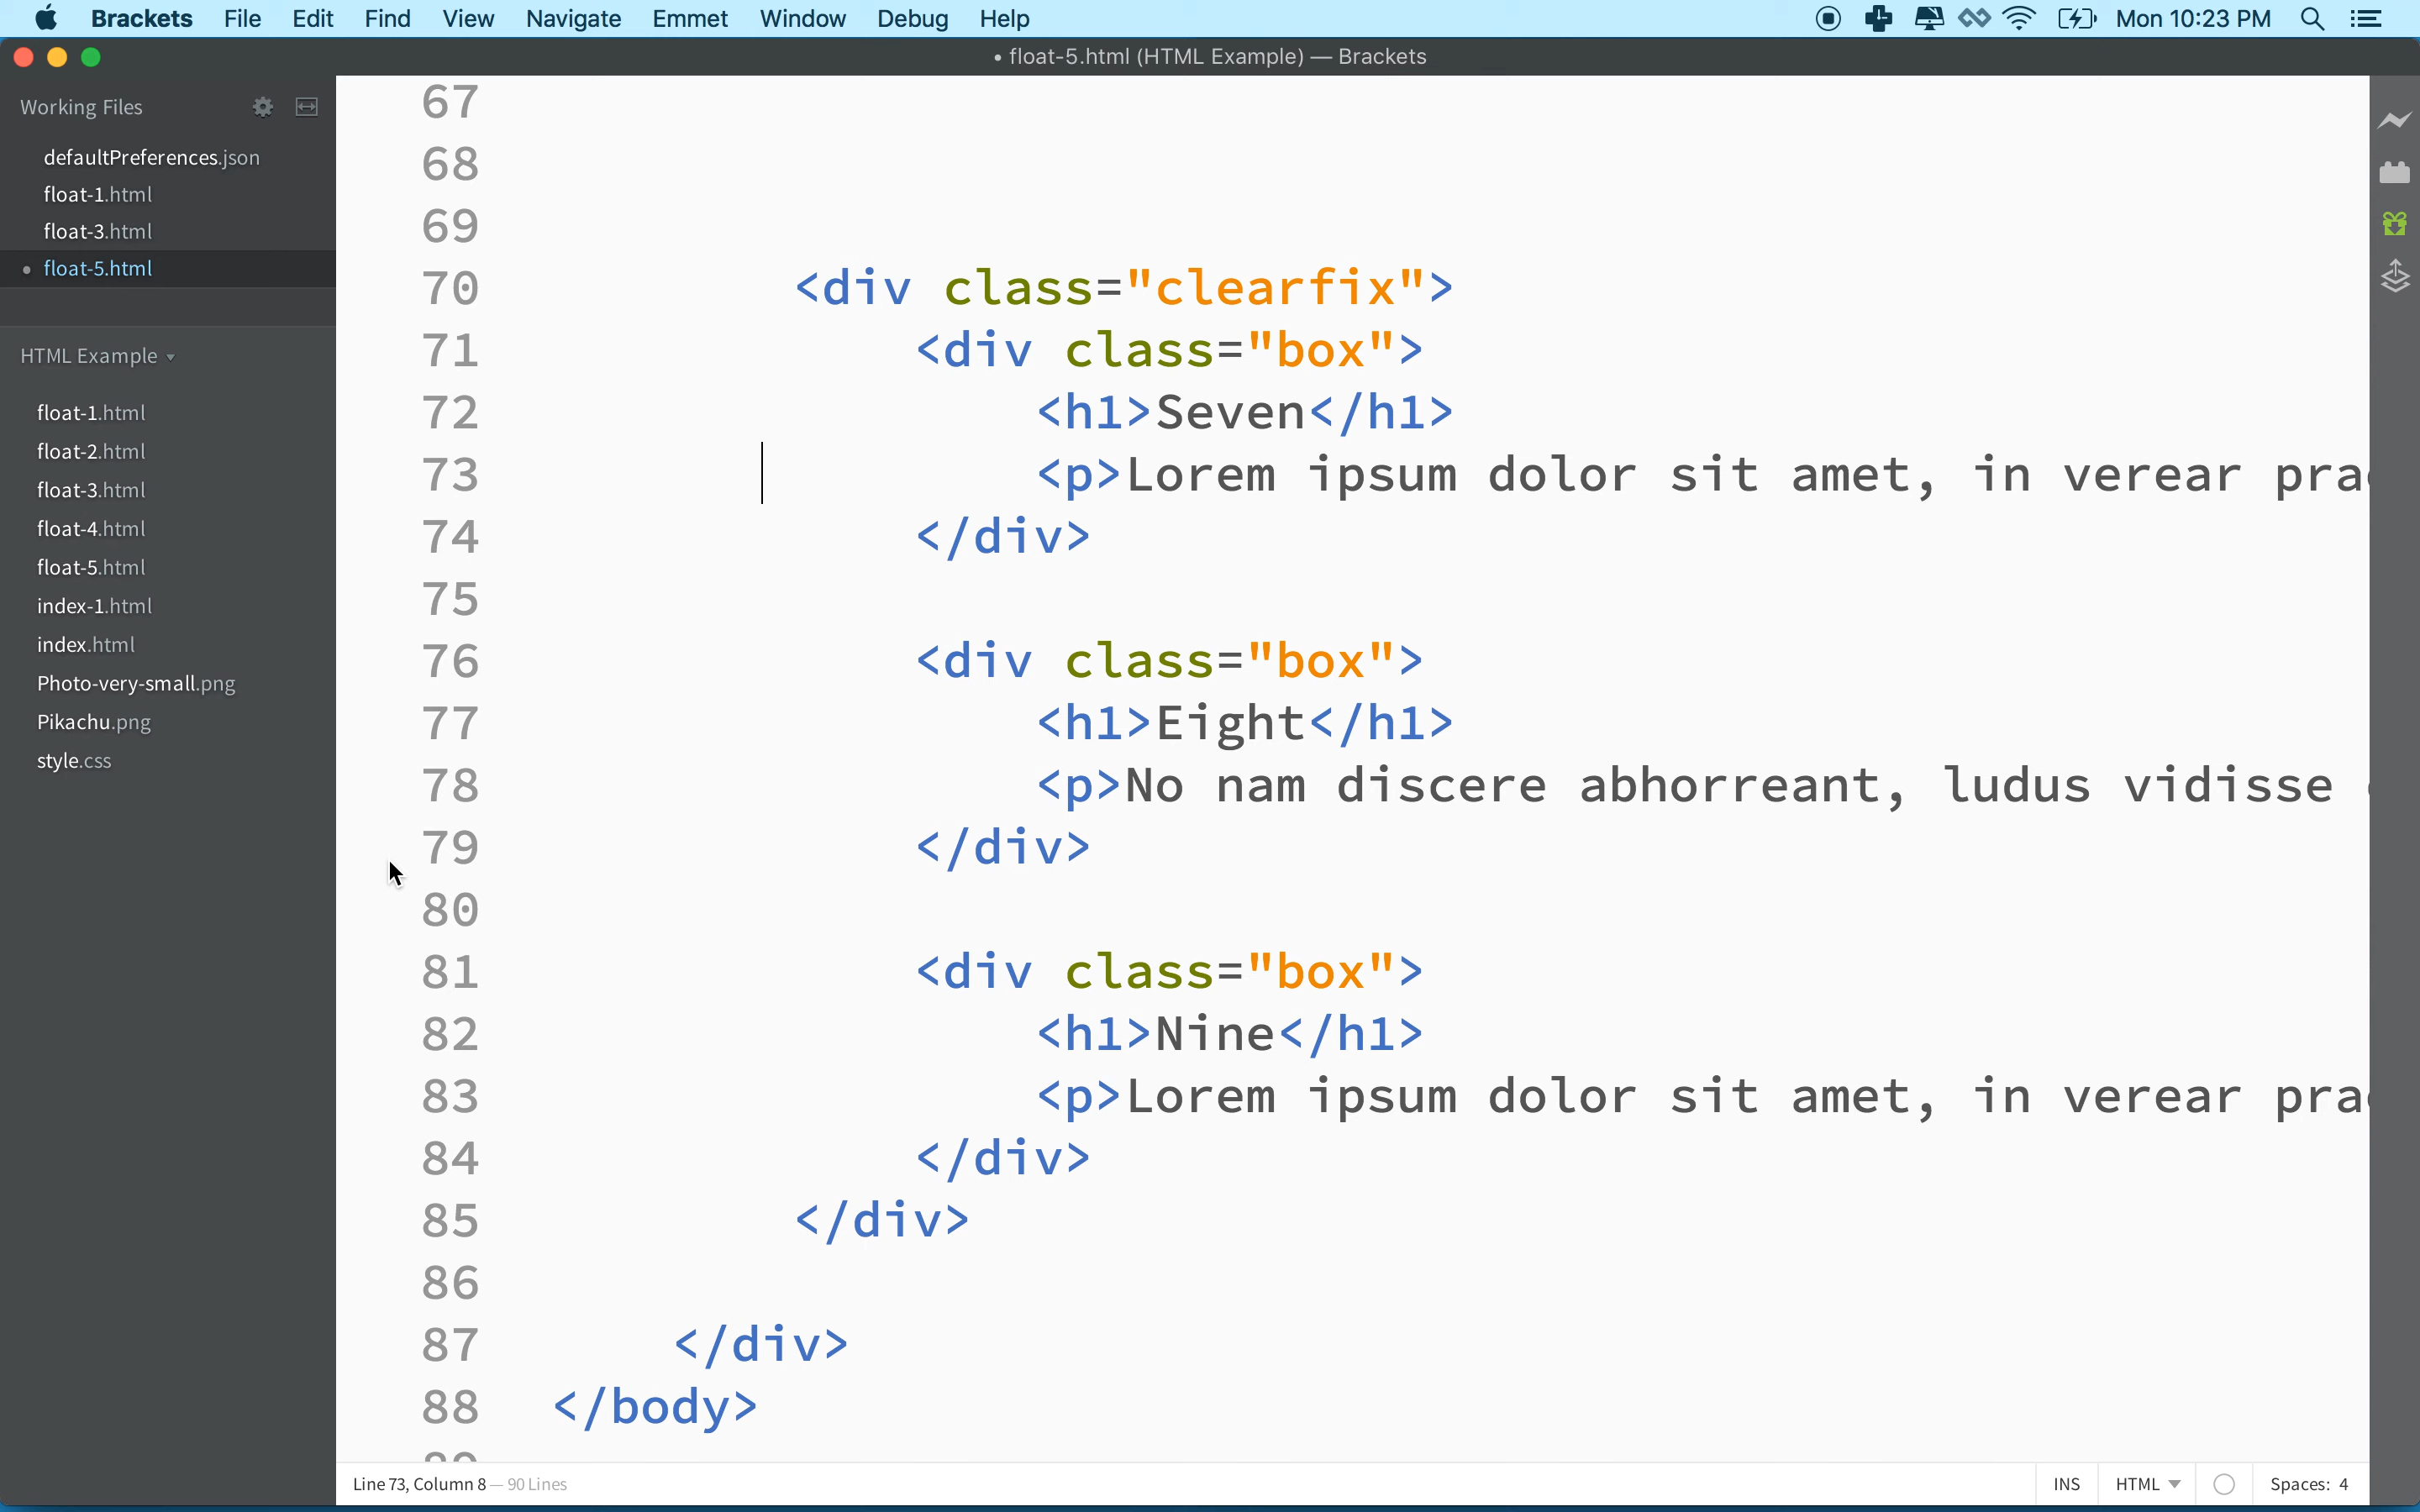 Brackets File Edit Find View Navigate Emmet Window Debug Help Mon 10:23 PM
• float-5.html (HTML Example) — Brackets
Working Files
defaultPreferences.json
float-1.html
float-3.html
float-5.html
HTML Example
float-1.html
float-2.html
float-3.html
float-4.html
float-5.html
index-1.html
index.html
Photo-very-small.png
Pikachu.png
style.css
67
68
69
70 <div class="clearfix">
71 <div class="box">
72 <h1>Seven</h1>
73 <p>Lorem ipsum dolor sit amet, in verear
74 </div>
75
76 <div class="box">
77 <h1>Eight</h1>
78 <p>No nam discere abhorreant, ludus vidisse
79 </div>
80
81 <div class="box">
82 <h1>Nine</h1>
83 <p>Lorem ipsum dolor sit amet, in verear
84 </div>
85 </div>
86
87 </div>
88 </body>
Line 73, Column 8 — 90 Lines INS HTML Spaces: 4